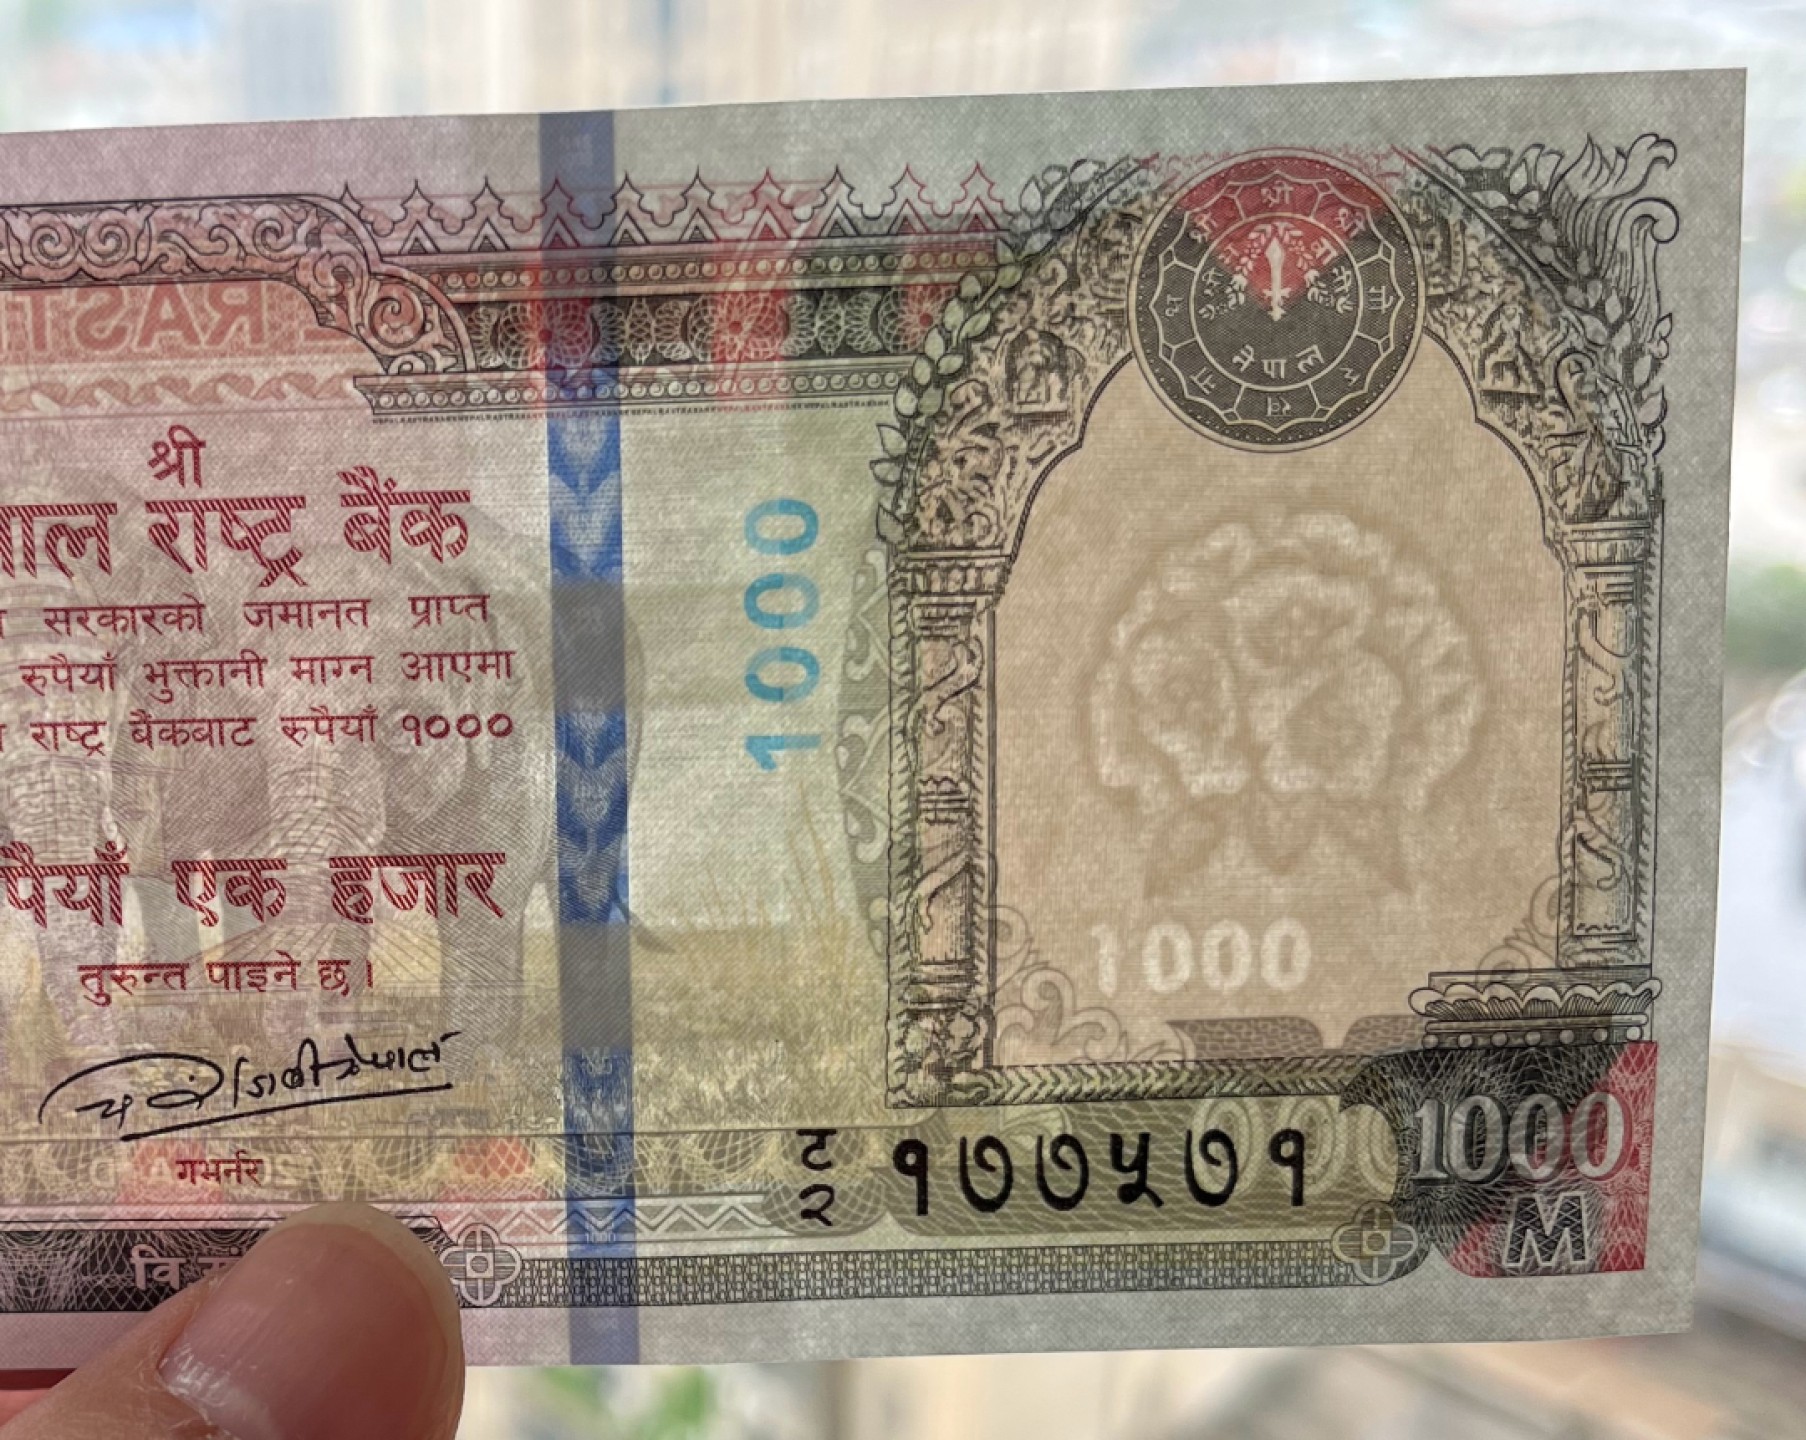 श्री
राष्ट्र बैंक
सरकारको जमानत प्राप्त
रुपैयाँ भुक्तानी माग्न आएमा
राष्ट्र बैंकबाट रुपैयाँ १०००
एक हजार
तुरुन्त पाइने छ।
गभर्नर
1000
नेपाल
1000
ट
२ १७७५७१
1000
M